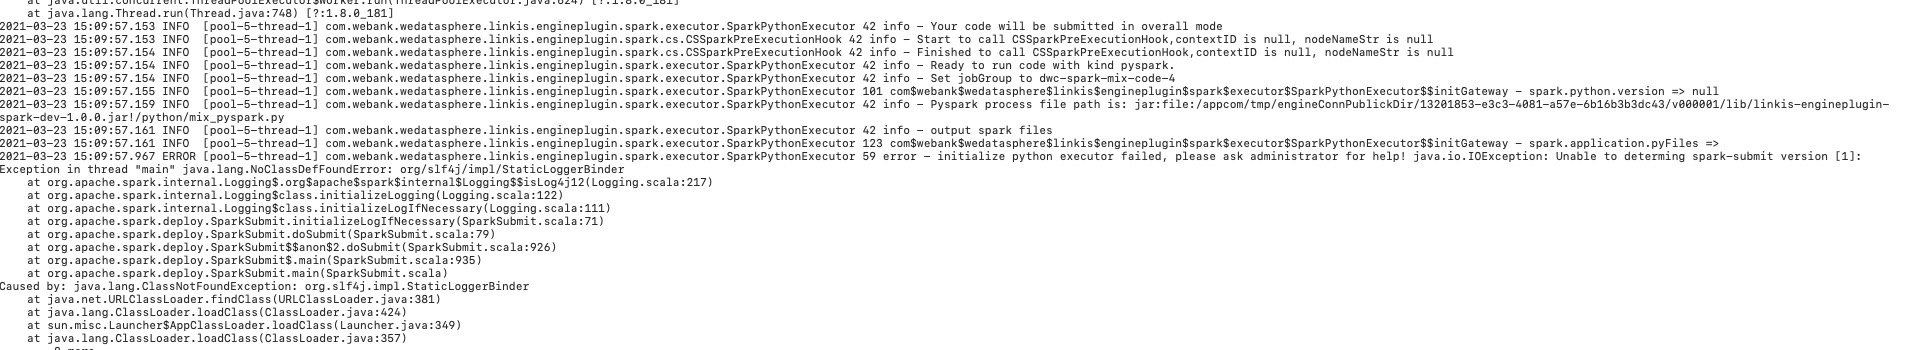 at java.util.concurrent.ThreadPoolExecutor$Worker.run(ThreadPoolExecutor.java:624) [?:1.8.0_181]
at java.lang.Thread.run(Thread.java:748) [?:1.8.0_181]
2021-03-23 15:09:57.153 INFO  [pool-5-thread-1] com.webank.wedatasphere.linkis.engineplugin.spark.executor.SparkPythonExecutor 42 info - Your code will be submitted in overall mode
2021-03-23 15:09:57.153 INFO  [pool-5-thread-1] com.webank.wedatasphere.linkis.engineplugin.spark.cs.CSSparkPreExecutionHook 42 info - Start to call CSSparkPreExecutionHook,contextID is null, nodeNameStr is null
2021-03-23 15:09:57.154 INFO  [pool-5-thread-1] com.webank.wedatasphere.linkis.engineplugin.spark.cs.CSSparkPreExecutionHook 42 info - Finished to call CSSparkPreExecutionHook,contextID is null, nodeNameStr is null
2021-03-23 15:09:57.154 INFO  [pool-5-thread-1] com.webank.wedatasphere.linkis.engineplugin.spark.executor.SparkPythonExecutor 42 info - Ready to run code with kind pyspark.
2021-03-23 15:09:57.154 INFO  [pool-5-thread-1] com.webank.wedatasphere.linkis.engineplugin.spark.executor.SparkPythonExecutor 42 info - Set jobGroup to dwc-spark-mix-code-4
2021-03-23 15:09:57.155 INFO  [pool-5-thread-1] com.webank.wedatasphere.linkis.engineplugin.spark.executor.SparkPythonExecutor 101 com$webank$wedatasphere$linkis$engineplugin$spark$executor$SparkPythonExecutor$$initGateway - spark.python.version => null
2021-03-23 15:09:57.159 INFO  [pool-5-thread-1] com.webank.wedatasphere.linkis.engineplugin.spark.executor.SparkPythonExecutor 42 info - Pyspark process file path is: jar:file:/appcom/tmp/engineConnPublickDir/13201853-e3c3-4081-a57e-6b16b3b3dc43/v000001/lib/linkis-engineplugin-
spark-dev-1.0.0.jar!/python/mix_pyspark.py
2021-03-23 15:09:57.161 INFO  [pool-5-thread-1] com.webank.wedatasphere.linkis.engineplugin.spark.executor.SparkPythonExecutor 42 info - output spark files
2021-03-23 15:09:57.161 INFO  [pool-5-thread-1] com.webank.wedatasphere.linkis.engineplugin.spark.executor.SparkPythonExecutor 123 com$webank$wedatasphere$linkis$engineplugin$spark$executor$SparkPythonExecutor$$initGateway - spark.application.pyFiles =>
2021-03-23 15:09:57.967 ERROR [pool-5-thread-1] com.webank.wedatasphere.linkis.engineplugin.spark.executor.SparkPythonExecutor 59 error - initialize python executor failed, please ask administrator for help! java.io.IOException: Unable to determing spark-submit version [1]:
Exception in thread "main" java.lang.NoClassDefFoundError: org/slf4j/impl/StaticLoggerBinder
at org.apache.spark.internal.Logging$.org$apache$spark$internal$Logging$$isLog4j12(Logging.scala:217)
at org.apache.spark.internal.Logging$class.initializeLogging(Logging.scala:122)
at org.apache.spark.internal.Logging$class.initializeLogIfNecessary(Logging.scala:111)
at org.apache.spark.deploy.SparkSubmit.initializeLogIfNecessary(SparkSubmit.scala:71)
at org.apache.spark.deploy.SparkSubmit.doSubmit(SparkSubmit.scala:79)
at org.apache.spark.deploy.SparkSubmit$$anon$2.doSubmit(SparkSubmit.scala:926)
at org.apache.spark.deploy.SparkSubmit$.main(SparkSubmit.scala:935)
at org.apache.spark.deploy.SparkSubmit.main(SparkSubmit.scala)
Caused by: java.lang.ClassNotFoundException: org.slf4j.impl.StaticLoggerBinder
at java.net.URLClassLoader.findClass(URLClassLoader.java:381)
at java.lang.ClassLoader.loadClass(ClassLoader.java:424)
at sun.misc.Launcher$AppClassLoader.loadClass(Launcher.java:349)
at java.lang.ClassLoader.loadClass(ClassLoader.java:357)